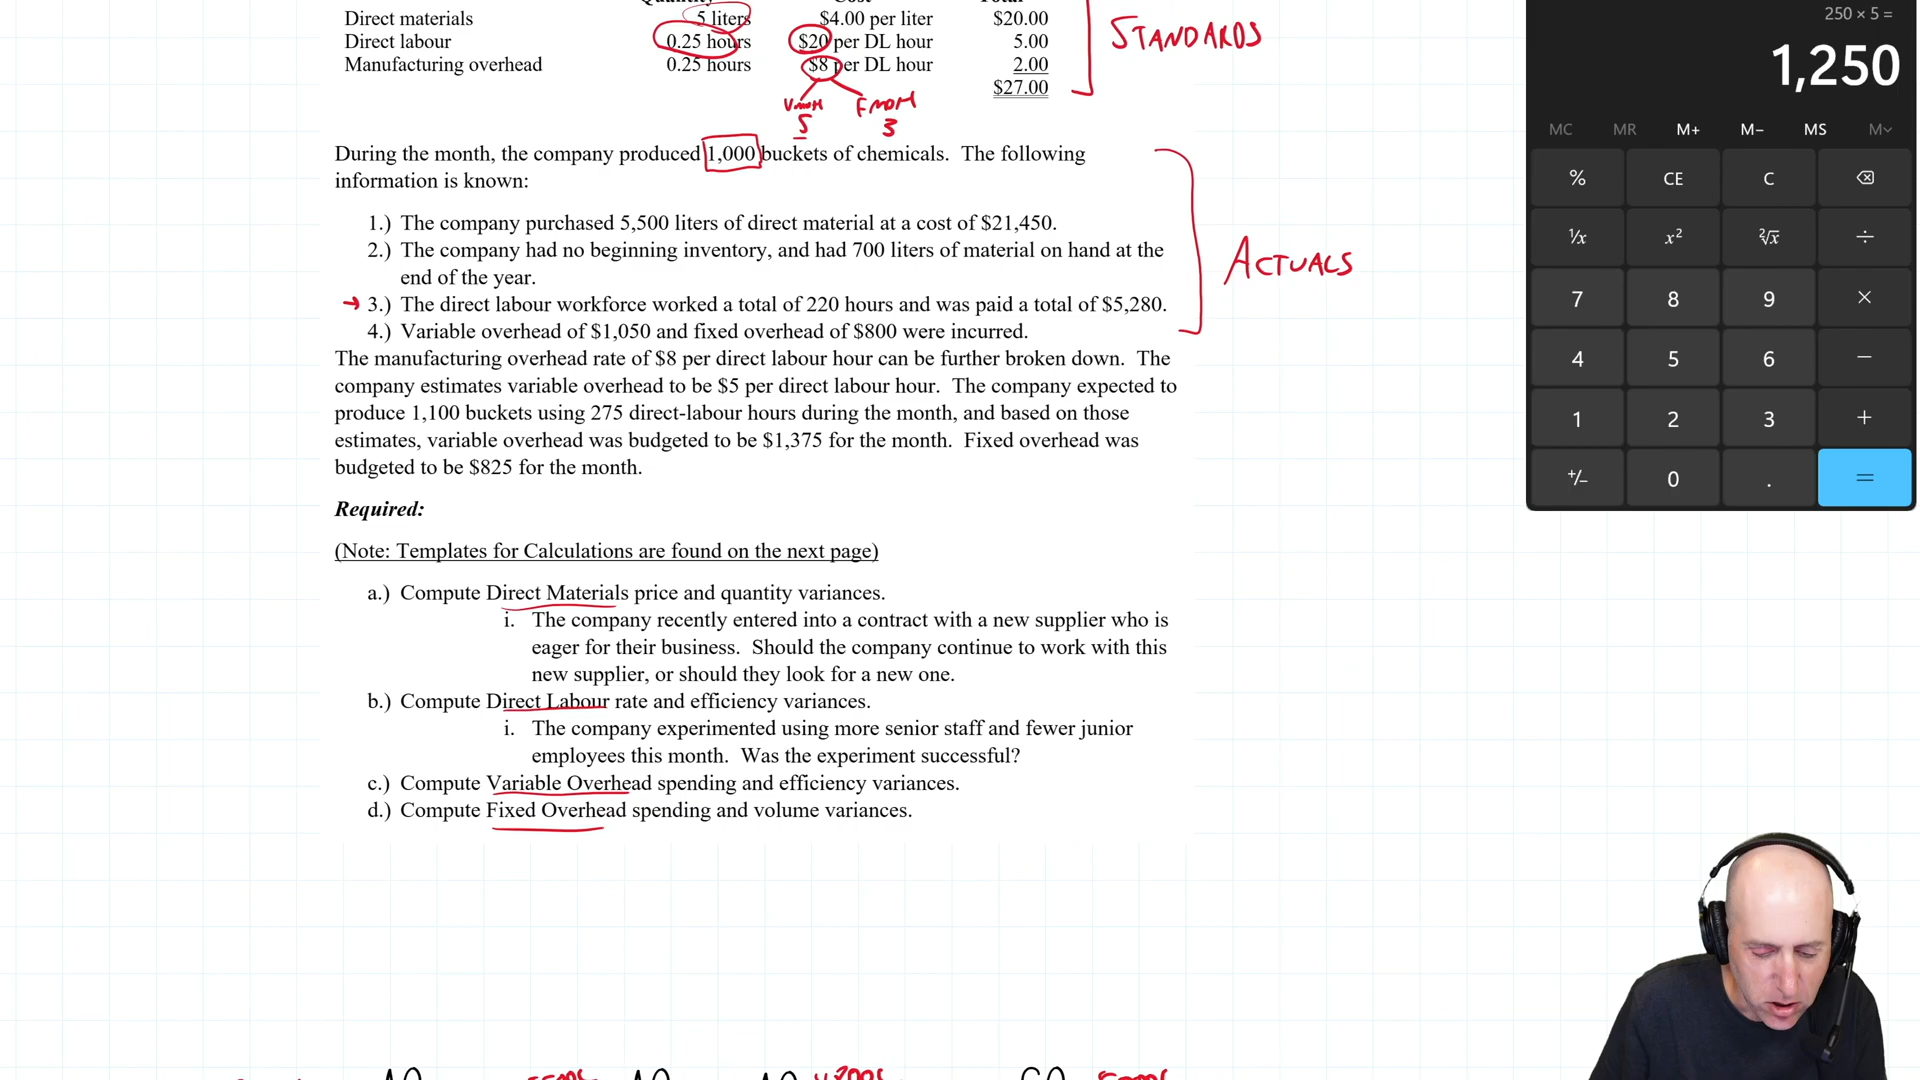 Direct materials 5 liters $4.00 per liter $20.00
Direct labour 0.25 hours $20 per DL hour 5.00
Manufacturing overhead 0.25 hours $8 per DL hour 2.00
$27.00
STANDARDS
VMOH FMOH
5 3
During the month, the company produced 1,000 buckets of chemicals. The following
information is known:
1.) The company purchased 5,500 liters of direct material at a cost of $21,450.
2.) The company had no beginning inventory, and had 700 liters of material on hand at the
end of the year.
3.) The direct labour workforce worked a total of 220 hours and was paid a total of $5,280.
4.) Variable overhead of $1,050 and fixed overhead of $800 were incurred.
ACTUALS
The manufacturing overhead rate of $8 per direct labour hour can be further broken down. The
company estimates variable overhead to be $5 per direct labour hour. The company expected to
produce 1,100 buckets using 275 direct-labour hours during the month, and based on those
estimates, variable overhead was budgeted to be $1,375 for the month. Fixed overhead was
budgeted to be $825 for the month.
Required:
(Note: Templates for Calculations are found on the next page)
a.) Compute Direct Materials price and quantity variances.
i. The company recently entered into a contract with a new supplier who is
eager for their business. Should the company continue to work with this
new supplier, or should they look for a new one.
b.) Compute Direct Labour rate and efficiency variances.
i. The company experimented using more senior staff and fewer junior
employees this month. Was the experiment successful?
c.) Compute Variable Overhead spending and efficiency variances.
d.) Compute Fixed Overhead spending and volume variances.
250 × 5 =
1,250
MC MR M+ M− MS M˅
% CE C ⌫
¹/x x² ²√x ÷
7 8 9 ×
4 5 6 −
1 2 3 +
+/− 0 . =